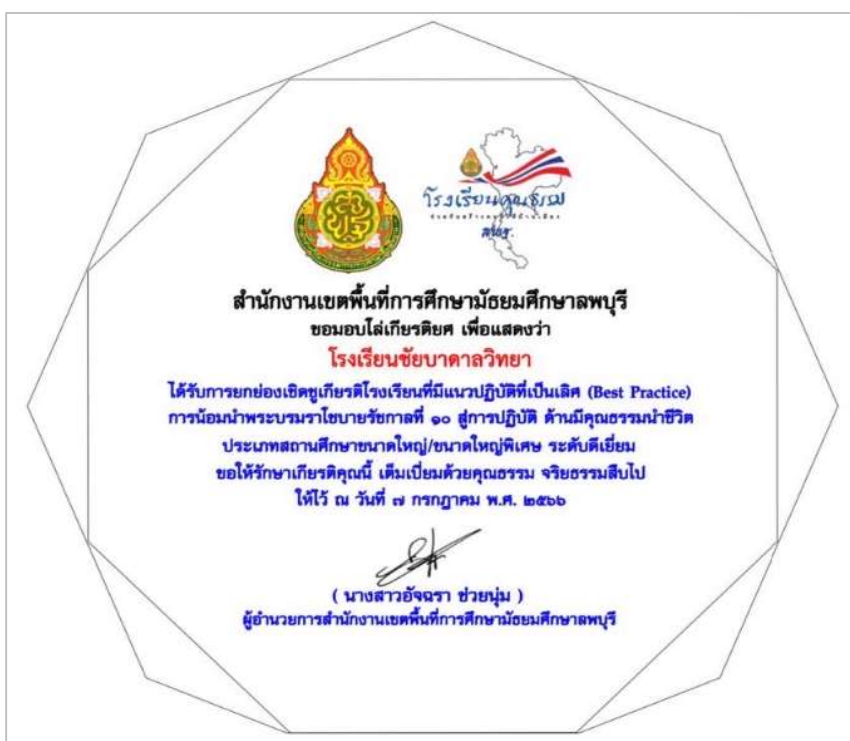 โรงเรียนคุณธรรม
สพฐ.
สำนักงานเขตพื้นที่การศึกษามัธยมศึกษาลพบุรี
ขอมอบโล่เกียรติยศ เพื่อแสดงว่า
โรงเรียนชัยบาดาลวิทยา
ได้รับการยกย่องเชิดชูเกียรติโรงเรียนที่มีแนวปฏิบัติที่เป็นเลิศ (Best Practice)
การน้อมนำพระบรมราโชบายรัชกาลที่ ๑๐ สู่การปฏิบัติ ด้านมีคุณธรรมนำชีวิต
ประเภทสถานศึกษาขนาดใหญ่/ขนาดใหญ่พิเศษ ระดับดีเยี่ยม
ขอให้รักษาเกียรติคุณนี้ เต็มเปี่ยมด้วยคุณธรรม จริยธรรมสืบไป
ให้ไว้ ณ วันที่ ๗ กรกฎาคม พ.ศ. ๒๕๖๖
( นางสาวอัจฉรา ช่วยนุ่ม )
ผู้อำนวยการสำนักงานเขตพื้นที่การศึกษามัธยมศึกษาลพบุรี